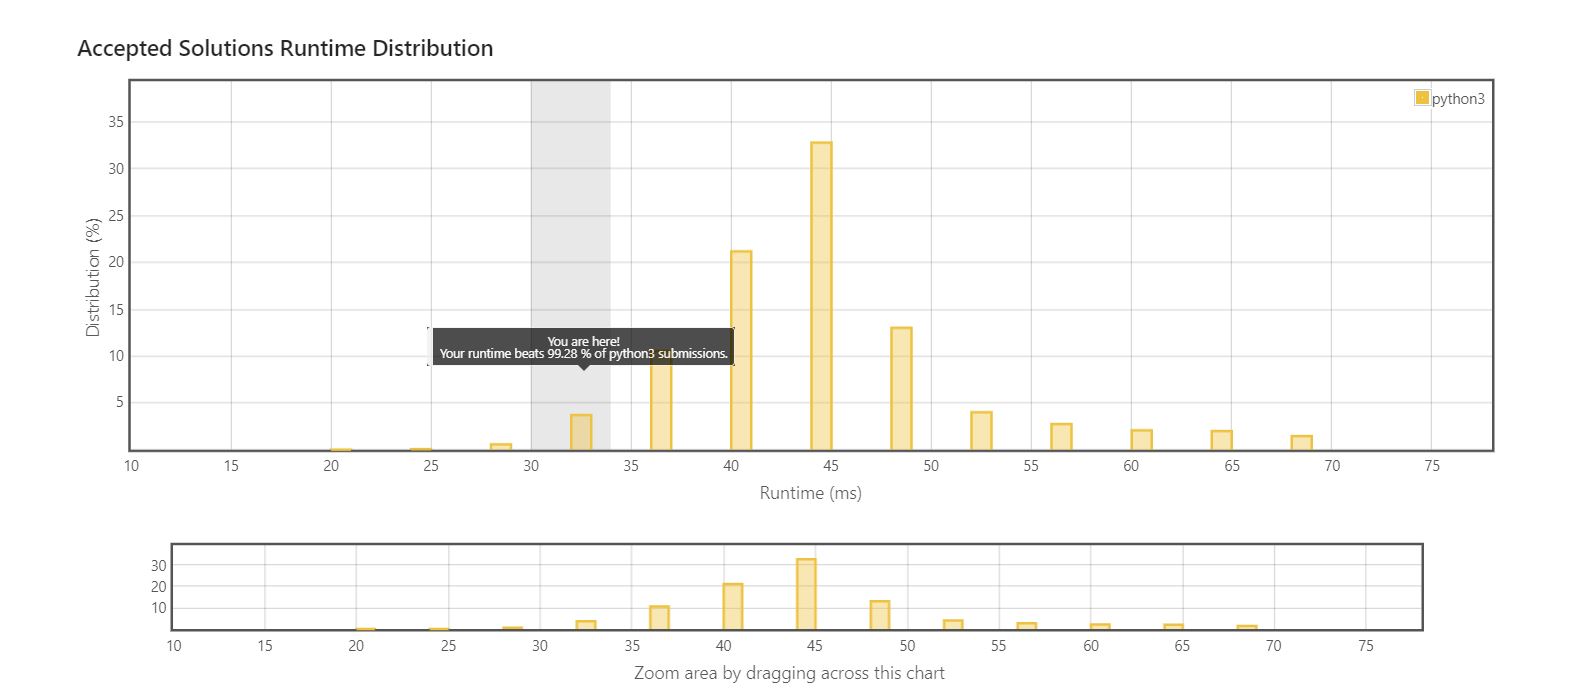 Accepted Solutions Runtime Distribution
python3
35
30
25
20
15
10
5
Distribution (%)
You are here!
Your runtime beats 99.28 % of python3 submissions.
10 15 20 25 30 35 40 45 50 55 60 65 70 75
Runtime (ms)
30
20
10
10 15 20 25 30 35 40 45 50 55 60 65 70 75
Zoom area by dragging across this chart